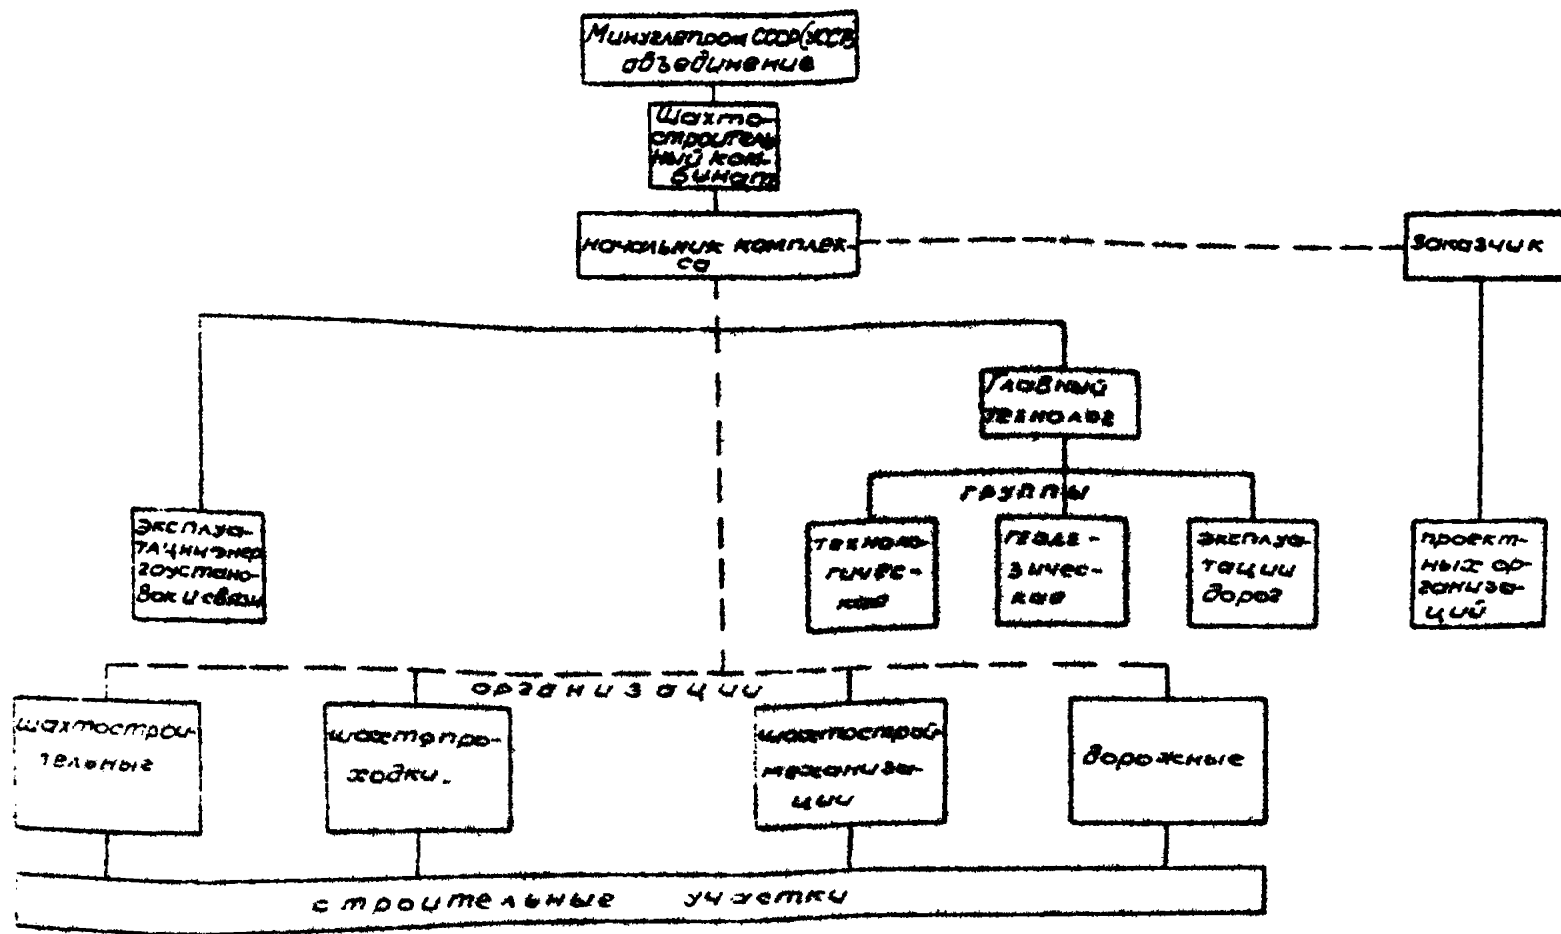 Минуглепром СССР (УССР)
объединение
Шахто-
строитель
ный ком-
бинат
начальник комплек-
са
заказчик
Главный
технолог
группы
эксплуа-
тации энер
гоустано-
вок и связи
техноло-
гичес-
кая
геоде-
зичес-
кая
эксплуа-
тации
дорог
проект-
ных ор-
ганиза-
ций
организации
шахтострои-
тельные
шахтопро-
ходки.
шахтострой
механиза-
ции
дорожные
строительные участки